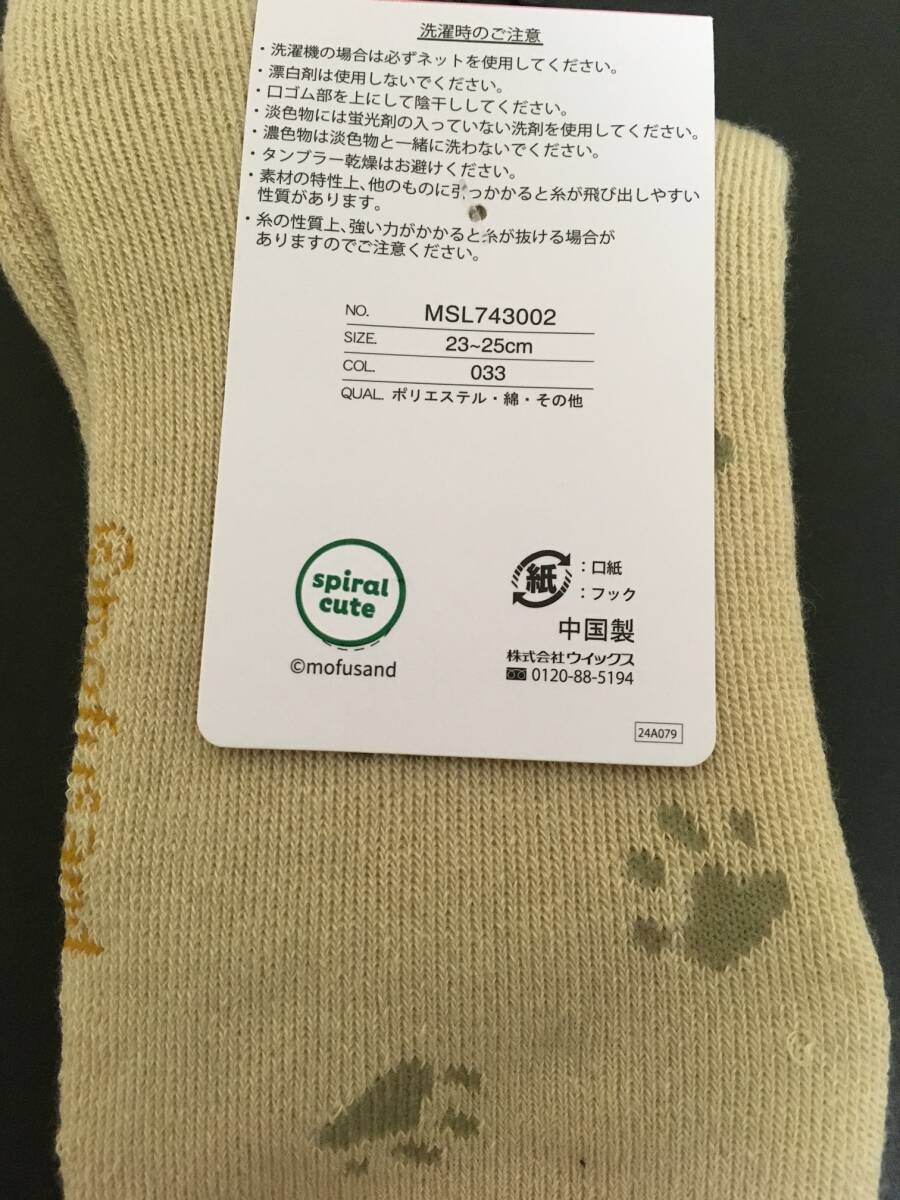 洗濯時のご注意
・洗濯機の場合は必ずネットを使用してください。
・漂白剤は使用しないでください。
・口ゴム部を上にして陰干ししてください。
・淡色物には蛍光剤の入っていない洗剤を使用してください。
・濃色物は淡色物と一緒に洗わないでください。
・タンブラー乾燥はお避けください。
・素材の特性上、他のものに引っかかると糸が飛び出しやすい
性質があります。
・糸の性質上、強い力がかかると糸が抜ける場合が
ありますのでご注意ください。
NO. MSL743002
SIZE. 23~25cm
COL. 033
QUAL. ポリエステル・綿・その他
spiral
cute
©mofusand
紙 :口紙
:フック
中国製
株式会社ウイックス
0120-88-5194
24A079
©mofusand